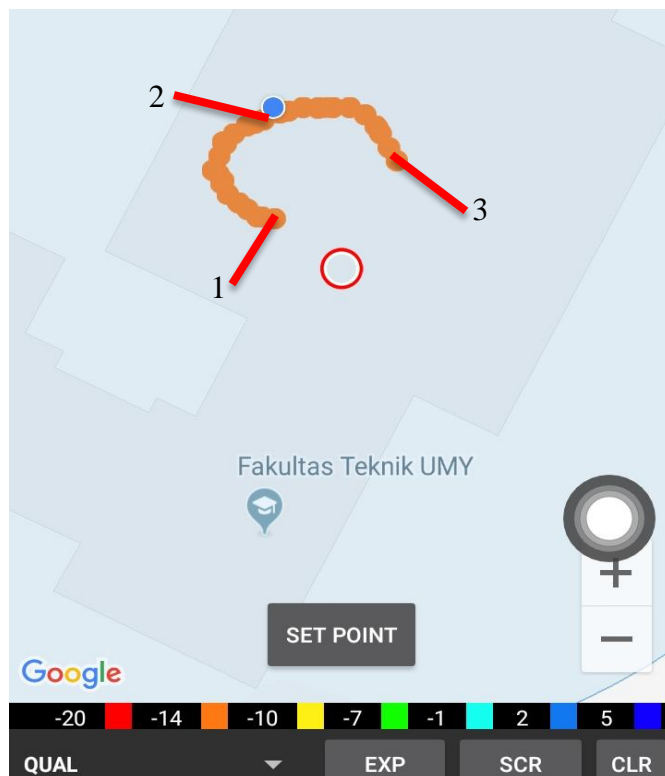 2
3
1
Fakultas Teknik UMY
SET POINT
Google
-20 -14 -10 -7 -1 2 5
QUAL EXP SCR CLR